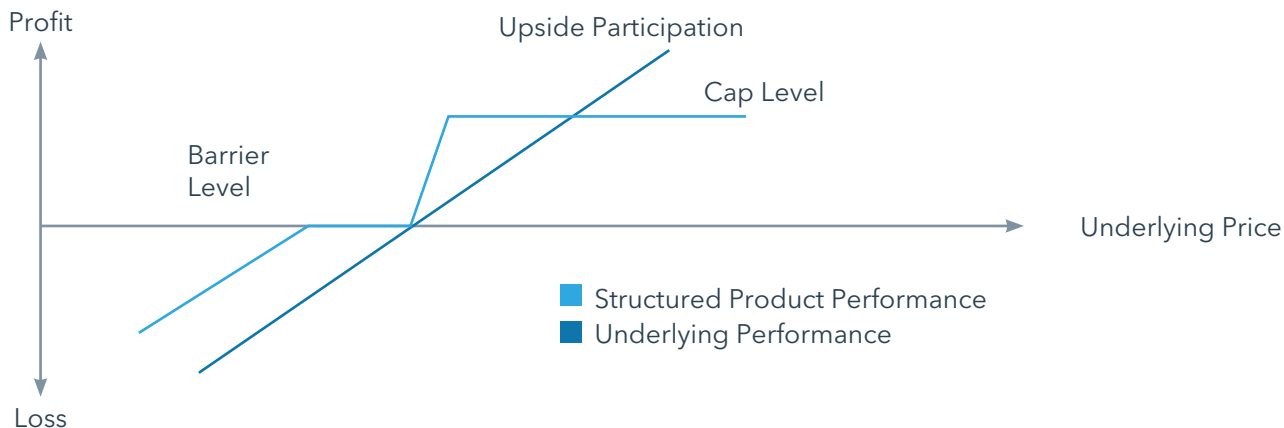 Profit
Upside Participation
Cap Level
Barrier
Level
Underlying Price
Structured Product Performance
Underlying Performance
Loss